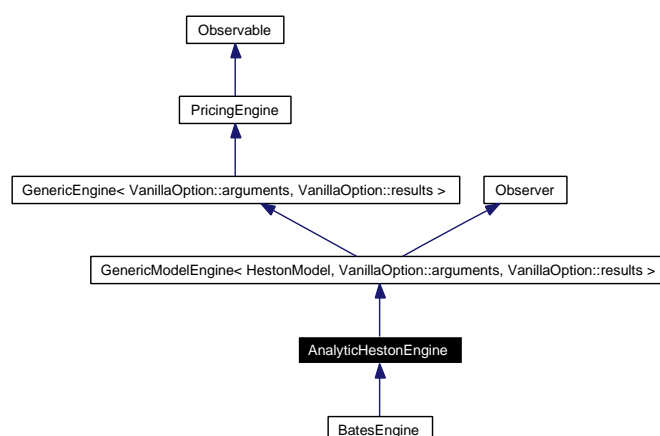 Observable
PricingEngine
GenericEngine< VanillaOption::arguments, VanillaOption::results >
Observer
GenericModelEngine< HestonModel, VanillaOption::arguments, VanillaOption::results >
AnalyticHestonEngine
BatesEngine